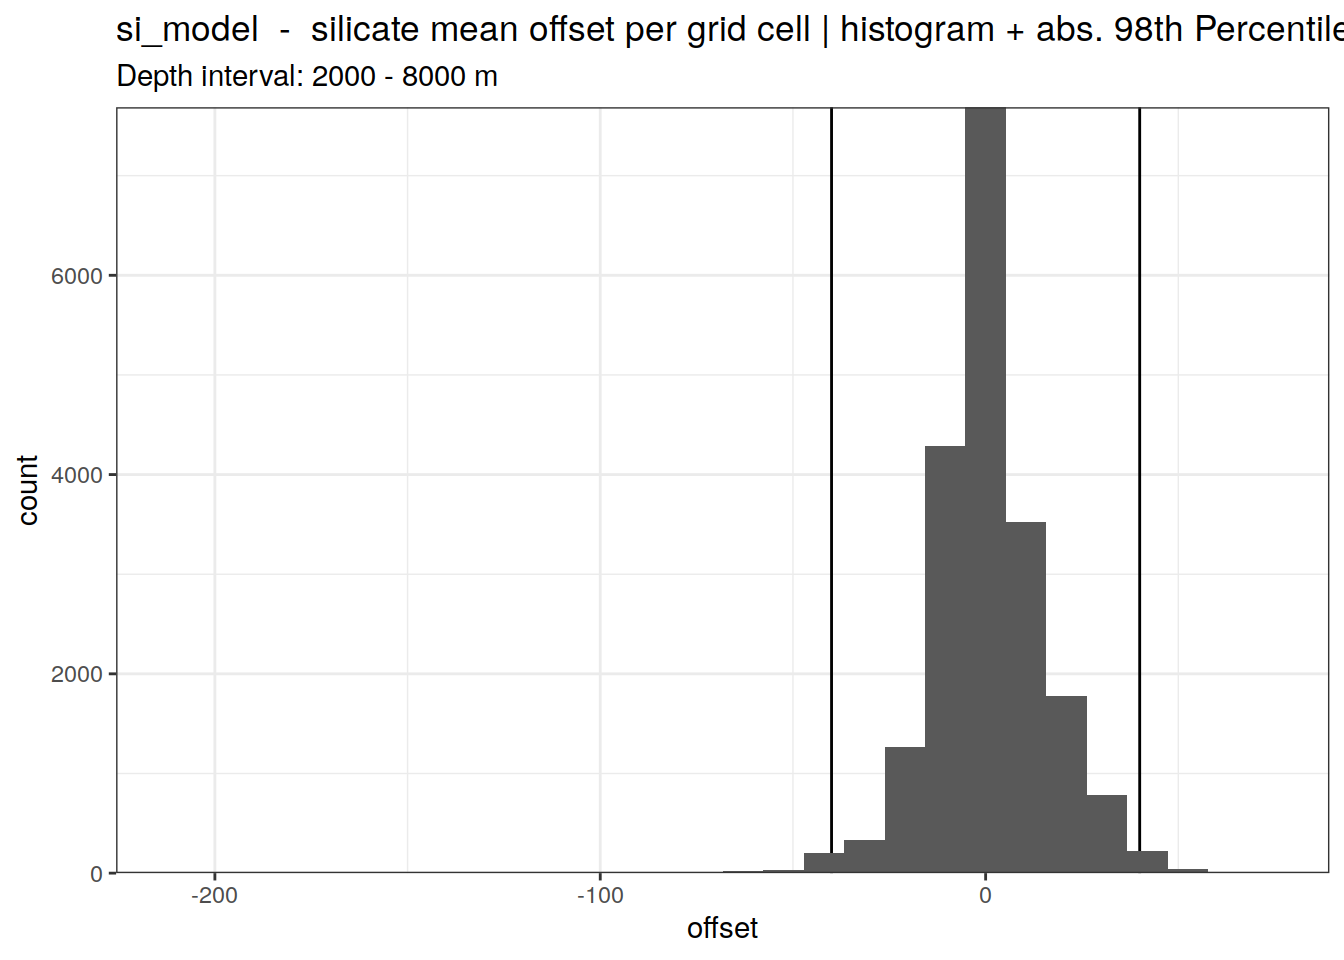 si_model - silicate mean offset per grid cell | histogram + abs. 98th Percentile
Depth interval: 2000 - 8000 m
6000
4000
2000
0
count
-200
-100
0
offset